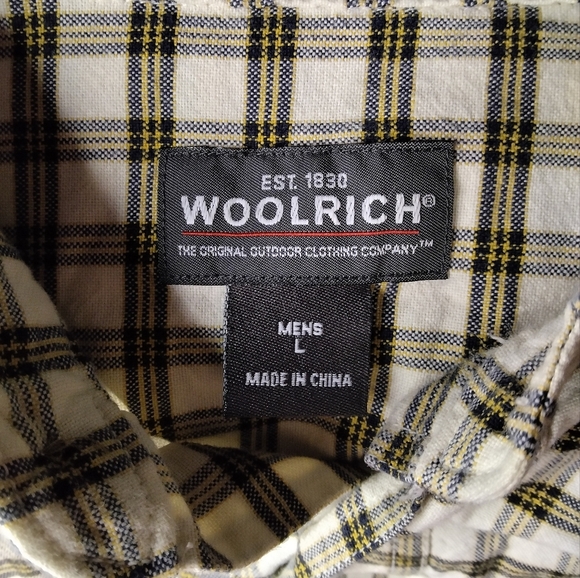 EST. 1830
WOOLRICH®
THE ORIGINAL OUTDOOR CLOTHING COMPANY™
MENS
L
MADE IN CHINA